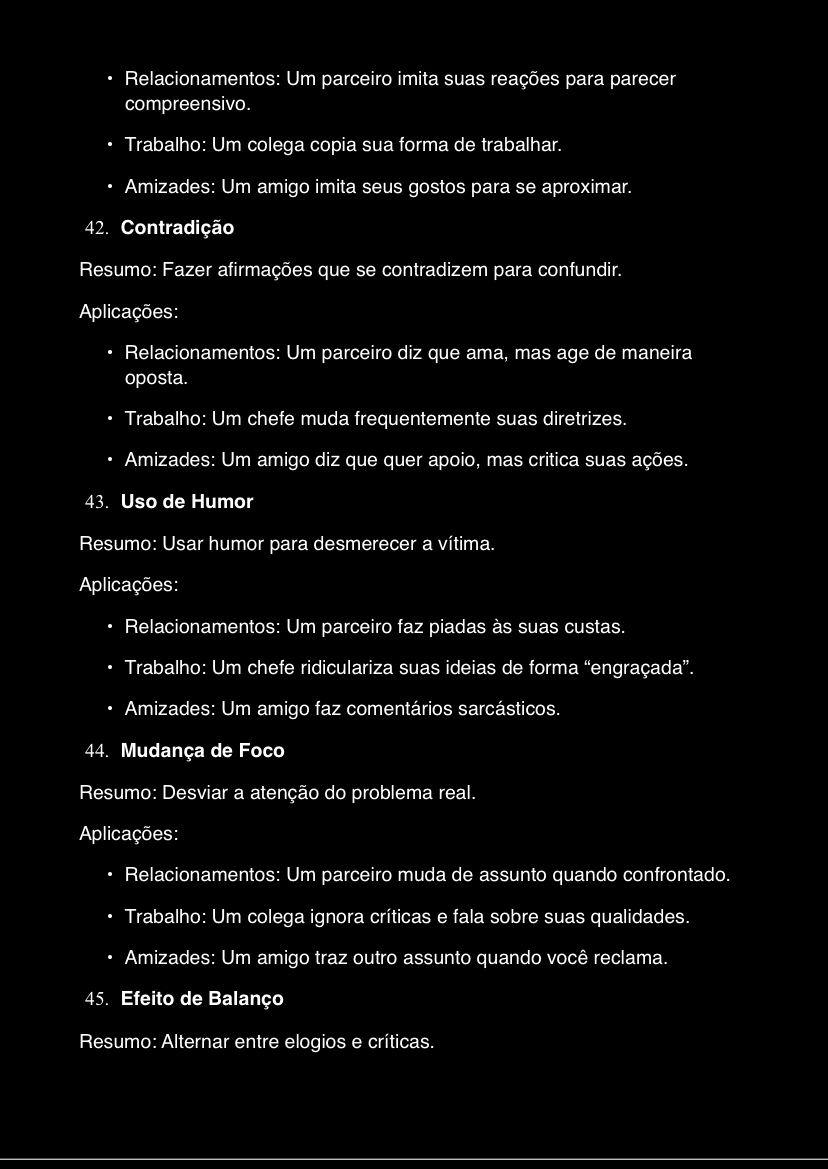 • Relacionamentos: Um parceiro imita suas reações para parecer
compreensivo.
• Trabalho: Um colega copia sua forma de trabalhar.
• Amizades: Um amigo imita seus gostos para se aproximar.
42. Contradição
Resumo: Fazer afirmações que se contradizem para confundir.
Aplicações:
• Relacionamentos: Um parceiro diz que ama, mas age de maneira
oposta.
• Trabalho: Um chefe muda frequentemente suas diretrizes.
• Amizades: Um amigo diz que quer apoio, mas critica suas ações.
43. Uso de Humor
Resumo: Usar humor para desmerecer a vítima.
Aplicações:
• Relacionamentos: Um parceiro faz piadas às suas custas.
• Trabalho: Um chefe ridiculariza suas ideias de forma “engraçada”.
• Amizades: Um amigo faz comentários sarcásticos.
44. Mudança de Foco
Resumo: Desviar a atenção do problema real.
Aplicações:
• Relacionamentos: Um parceiro muda de assunto quando confrontado.
• Trabalho: Um colega ignora críticas e fala sobre suas qualidades.
• Amizades: Um amigo traz outro assunto quando você reclama.
45. Efeito de Balanço
Resumo: Alternar entre elogios e críticas.